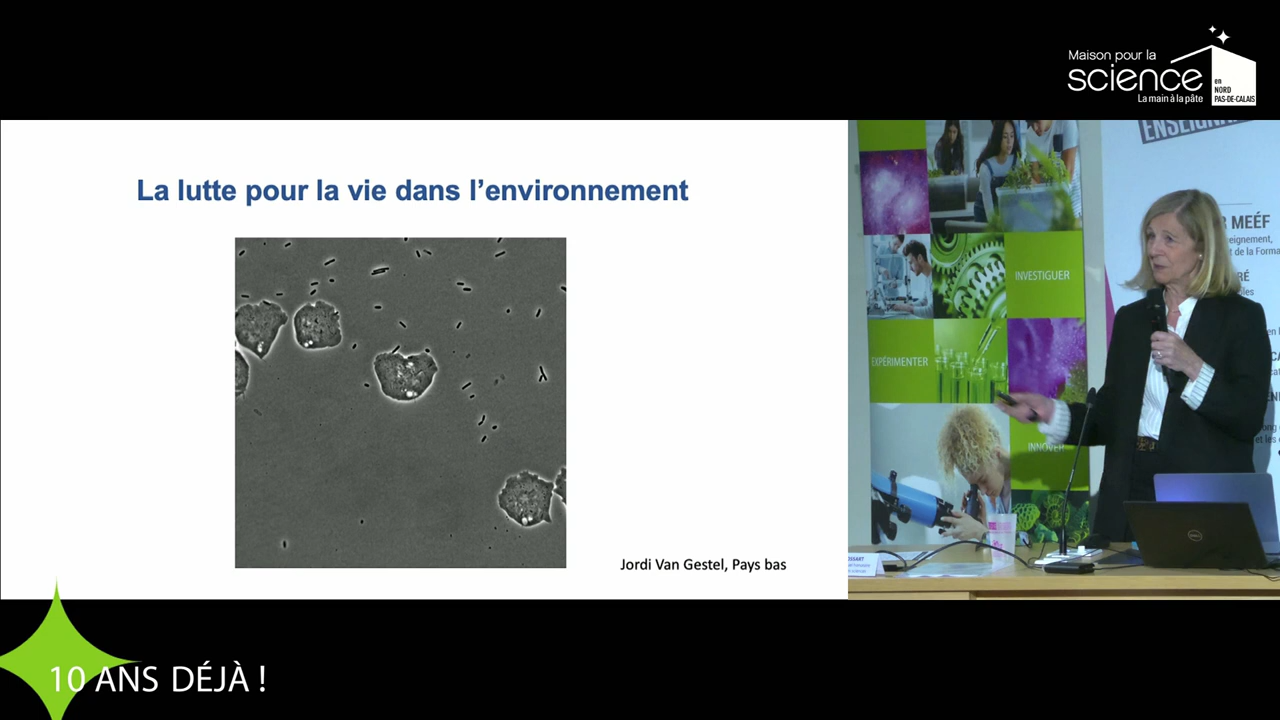 Maison pour la
science
La main à la pâte
en
NORD
PAS-DE-CALAIS
La lutte pour la vie dans l'environnement
Jordi Van Gestel, Pays bas
MEÉF
INVESTIGUER
EXPÉRIMENTER
INNOVER
DELL
10 ANS DÉJÀ !